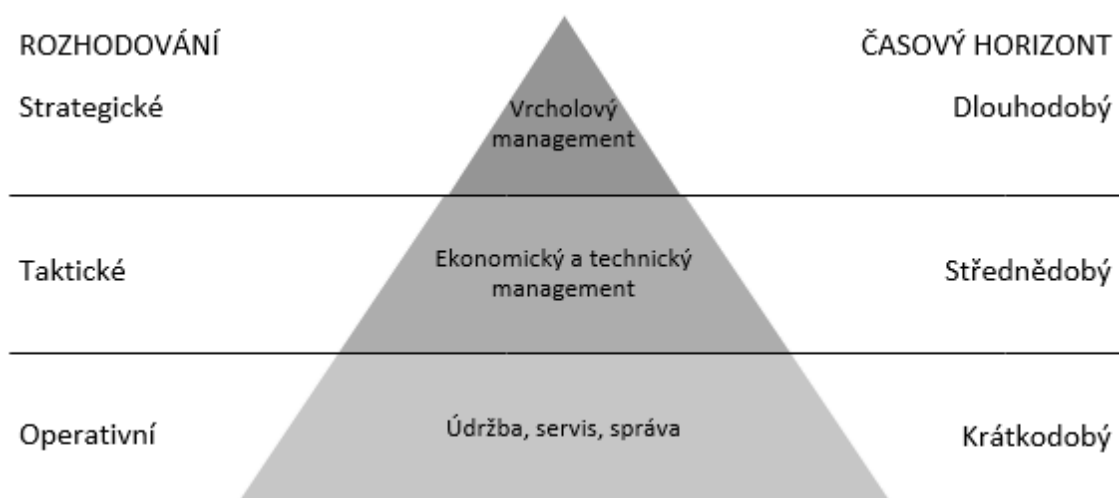 ROZHODOVÁNÍ
ČASOVÝ HORIZONT
Strategické
Vrcholový
management
Dlouhodobý
Taktické
Ekonomický a technický
management
Střednědobý
Operativní
Údržba, servis, správa
Krátkodobý